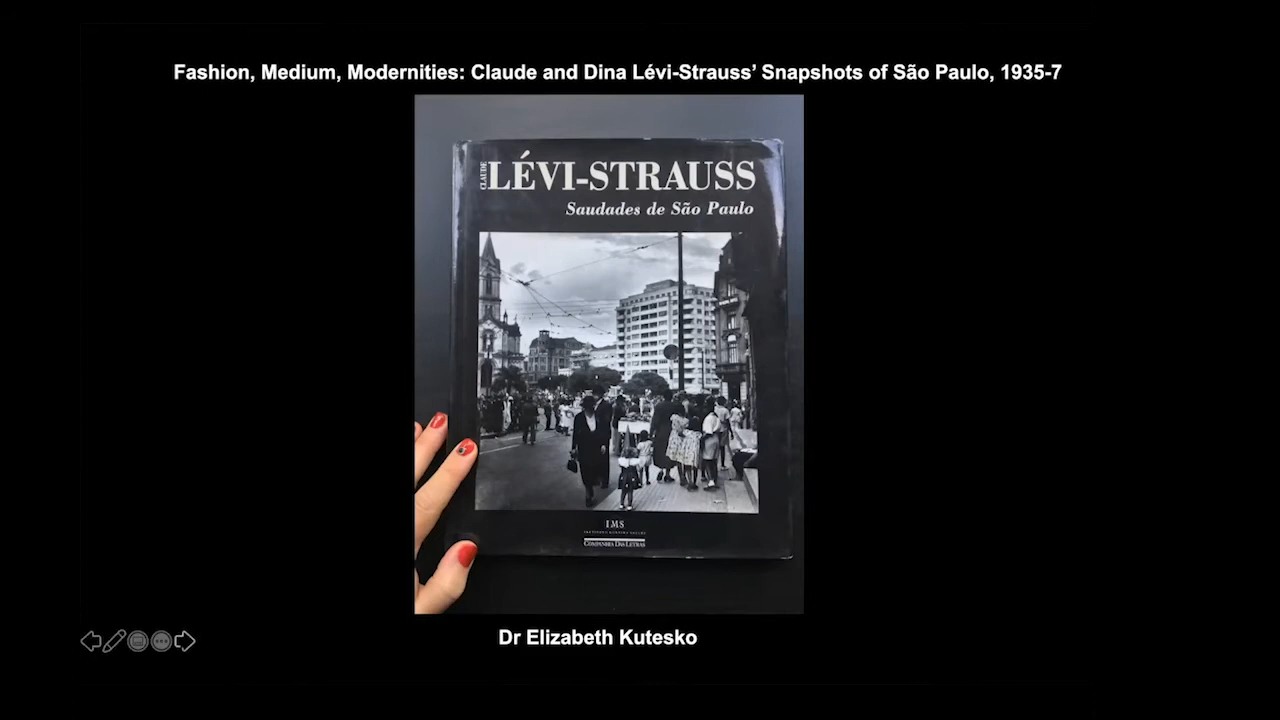 Fashion, Medium, Modernities: Claude and Dina Lévi-Strauss’ Snapshots of São Paulo, 1935-7
CLAUDE
LÉVI-STRAUSS
Saudades de São Paulo
IMS
COMPANHIA DAS LETRAS
Dr Elizabeth Kutesko